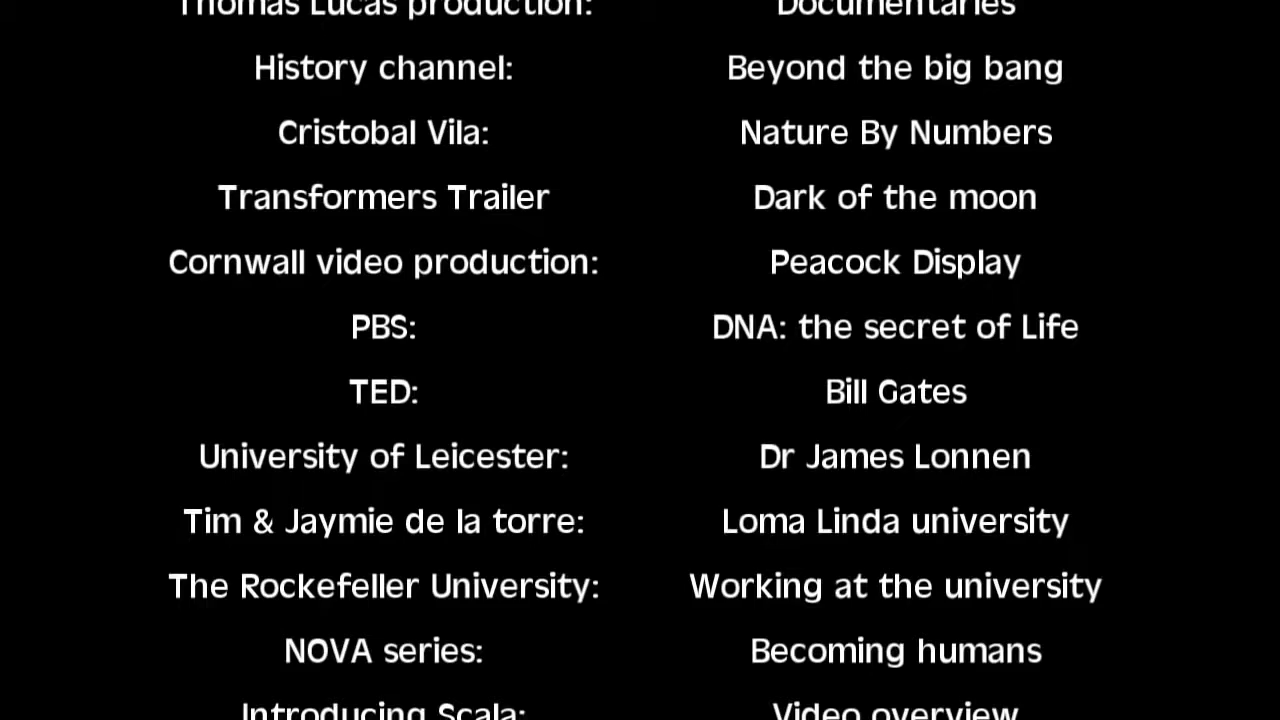 Thomas Lucas production: Documentaries
History channel: Beyond the big bang
Cristobal Vila: Nature By Numbers
Transformers Trailer Dark of the moon
Cornwall video production: Peacock Display
PBS: DNA: the secret of Life
TED: Bill Gates
University of Leicester: Dr James Lonnen
Tim & Jaymie de la torre: Loma Linda university
The Rockefeller University: Working at the university
NOVA series: Becoming humans
Introducing Scala: Video overview